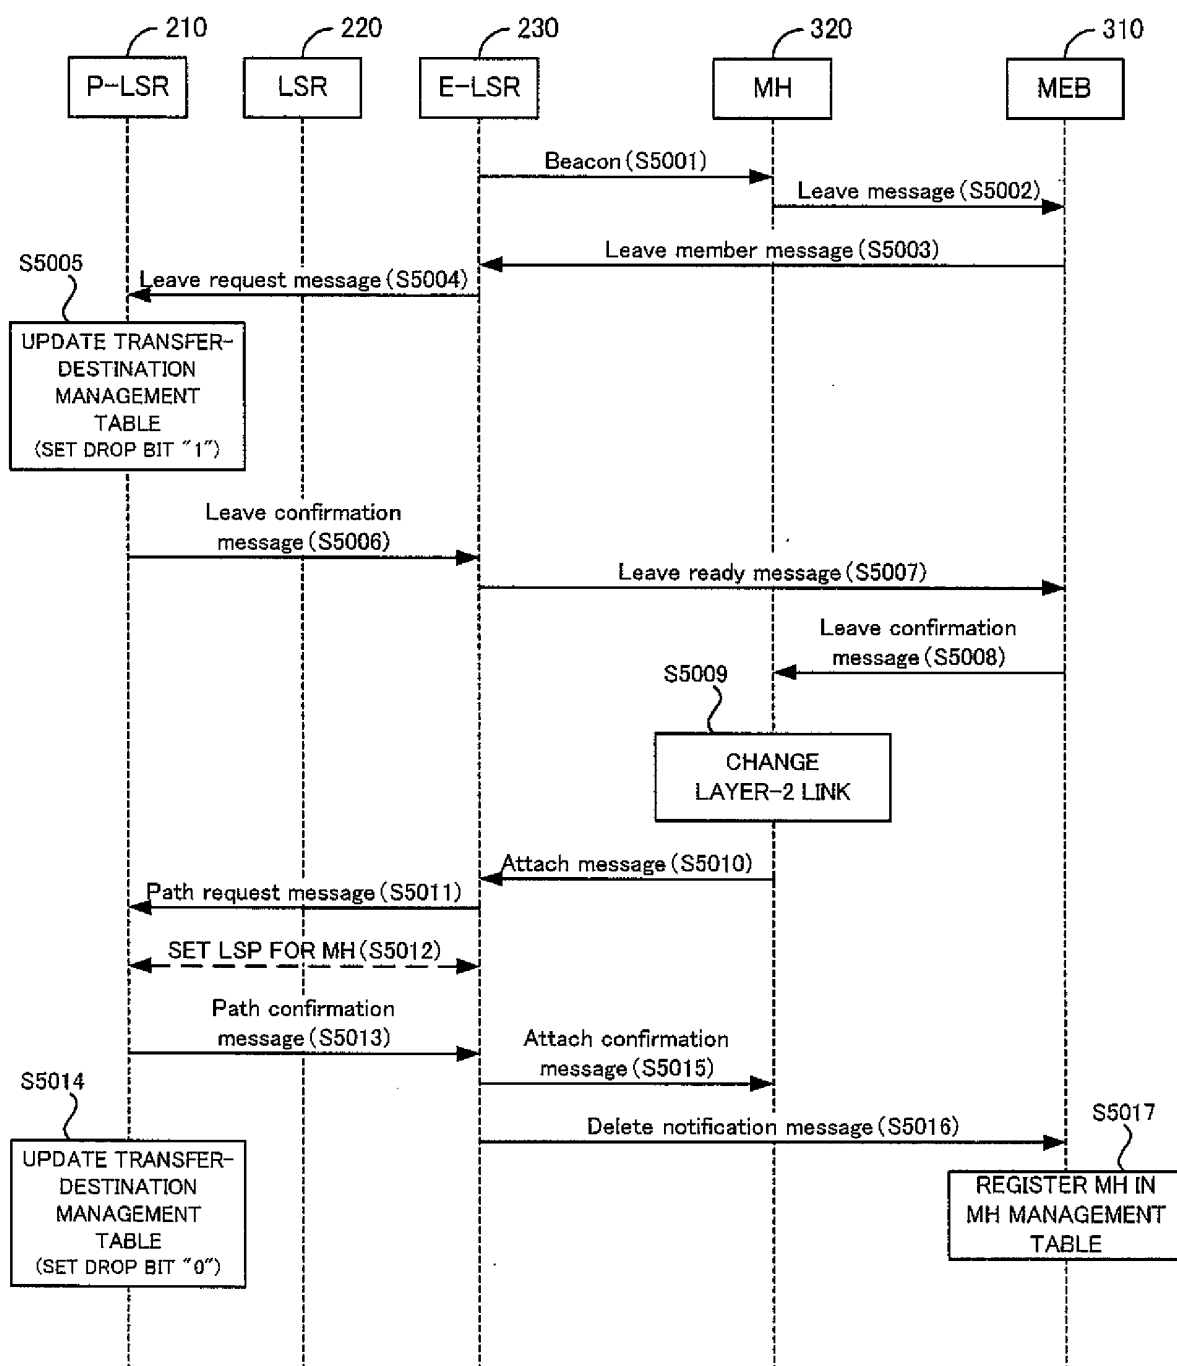 210
220
230
320
310
P-LSR
LSR
E-LSR
MH
MEB
Beacon(S5001)
Leave message(S5002)
Leave member message(S5003)
S5005
Leave request message(S5004)
UPDATE TRANSFER-
DESTINATION
MANAGEMENT
TABLE
(SET DROP BIT "1")
Leave confirmation
message(S5006)
Leave ready message(S5007)
Leave confirmation
message(S5008)
S5009
CHANGE
LAYER-2 LINK
Attach message(S5010)
Path request message(S5011)
SET LSP FOR MH(S5012)
Path confirmation
message(S5013)
Attach confirmation
message(S5015)
S5014
Delete notification message(S5016)
S5017
UPDATE TRANSFER-
DESTINATION
MANAGEMENT
TABLE
(SET DROP BIT "0")
REGISTER MH IN
MH MANAGEMENT
TABLE